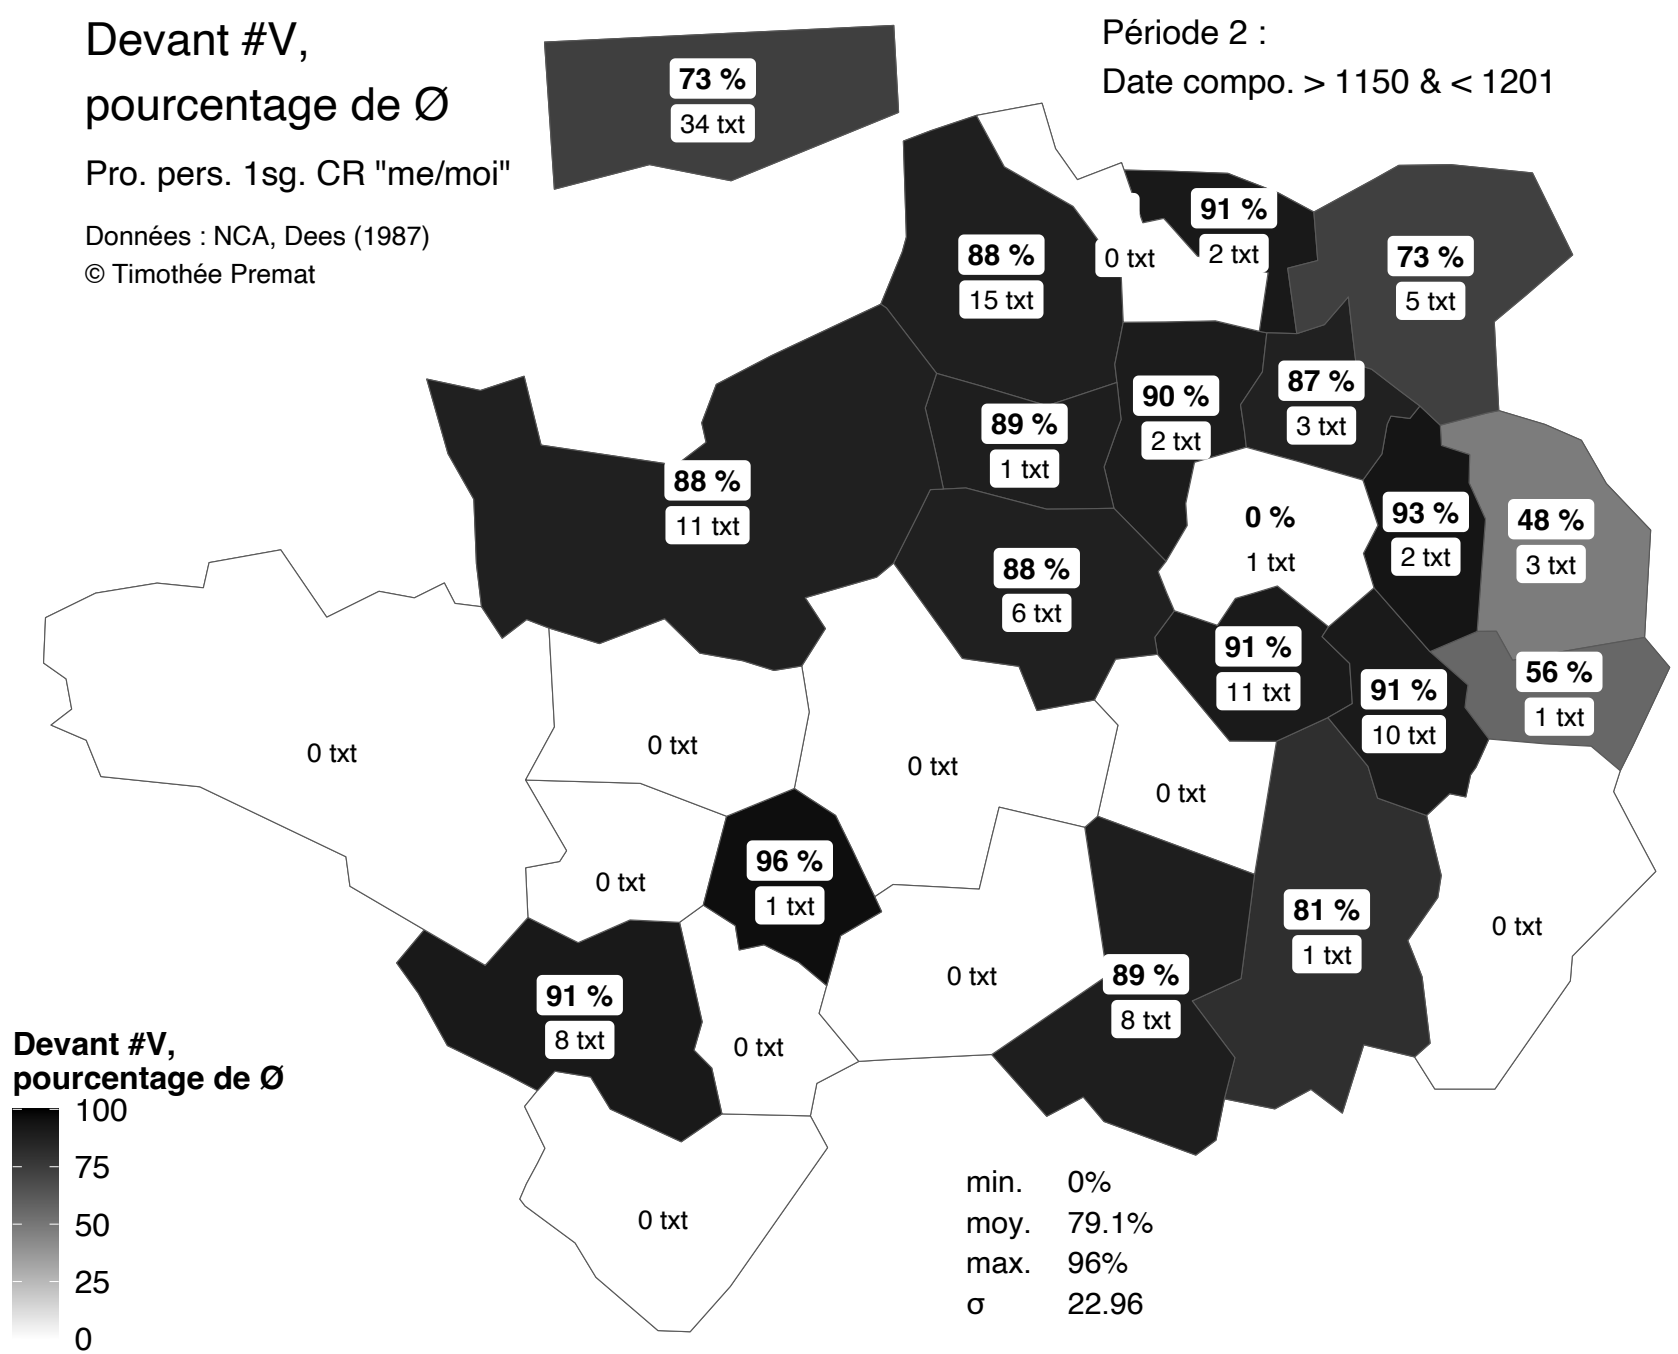 Devant #V,
pourcentage de Ø
Pro. pers. 1sg. CR "me/moi"
Données : NCA, Dees (1987)
© Timothée Premat
Période 2 :
Date compo. > 1150 & < 1201
73 %
34 txt
91 %
2 txt
88 %
15 txt
0 txt
73 %
5 txt
87 %
3 txt
90 %
2 txt
89 %
1 txt
88 %
11 txt
93 %
2 txt
48 %
3 txt
0 %
1 txt
88 %
6 txt
91 %
11 txt
56 %
1 txt
91 %
10 txt
0 txt
0 txt
0 txt
0 txt
96 %
1 txt
0 txt
81 %
1 txt
0 txt
0 txt
89 %
8 txt
91 %
8 txt
0 txt
0 txt
Devant #V,
pourcentage de Ø
100
75
50
25
0
min. 0%
moy. 79.1%
max. 96%
σ 22.96